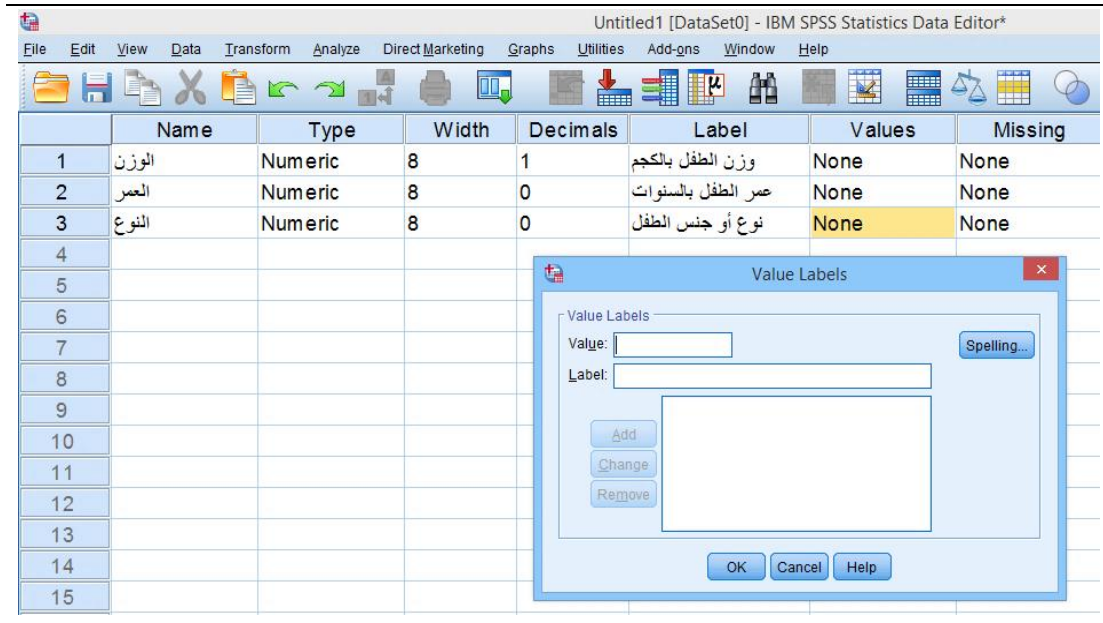 Untitled1 [DataSet0] - IBM SPSS Statistics Data Editor*
File Edit View Data Transform Analyze Direct Marketing Graphs Utilities Add-ons Window Help
Name Type Width Decimals Label Values Missing
1 الوزن Numeric 8 1 وزن الطفل بالكجم None None
2 العمر Numeric 8 0 عمر الطفل بالسنوات None None
3 النوع Numeric 8 0 نوع أو جنس الطفل None None
4
5
6
7
8
9
10
11
12
13
14
15
Value Labels
Value Labels
Value:
Spelling...
Label:
Add
Change
Remove
OK Cancel Help